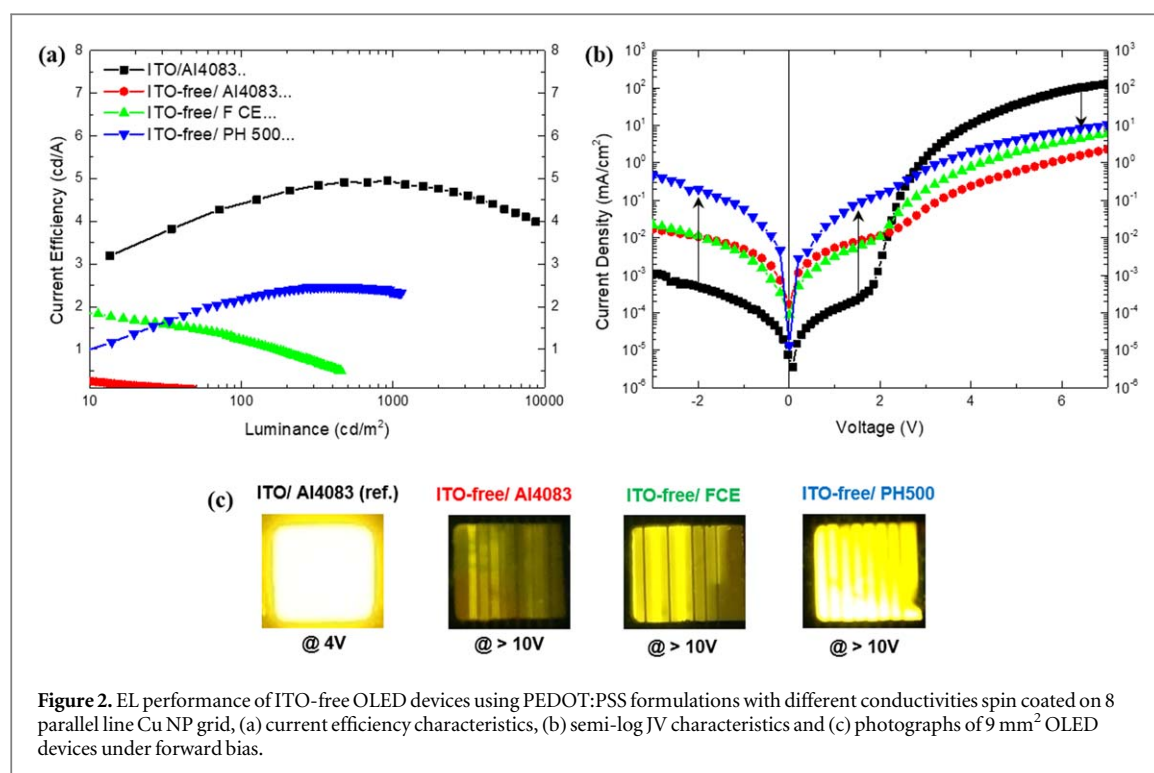 (a)
8
7
6
5
4
3
2
1
Current Efficiency (cd/A)
ITO/AI4083..
ITO-free/ AI4083...
ITO-free/ F CE...
ITO-free/ PH 500...
8
7
6
5
4
3
2
1
10 100 1000 10000
Luminance (cd/m²)
(b)
10³
10²
10¹
10⁰
10⁻¹
10⁻²
10⁻³
10⁻⁴
10⁻⁵
10⁻⁶
Current Density (mA/cm²)
10³
10²
10¹
10⁰
10⁻¹
10⁻²
10⁻³
10⁻⁴
10⁻⁵
10⁻⁶
-2 0 2 4 6
Voltage (V)
(c) ITO/ AI4083 (ref.) ITO-free/ AI4083 ITO-free/ FCE ITO-free/ PH500
@ 4V @ > 10V @ > 10V @ > 10V
Figure 2. EL performance of ITO-free OLED devices using PEDOT:PSS formulations with different conductivities spin coated on 8
parallel line Cu NP grid, (a) current efficiency characteristics, (b) semi-log JV characteristics and (c) photographs of 9 mm² OLED
devices under forward bias.